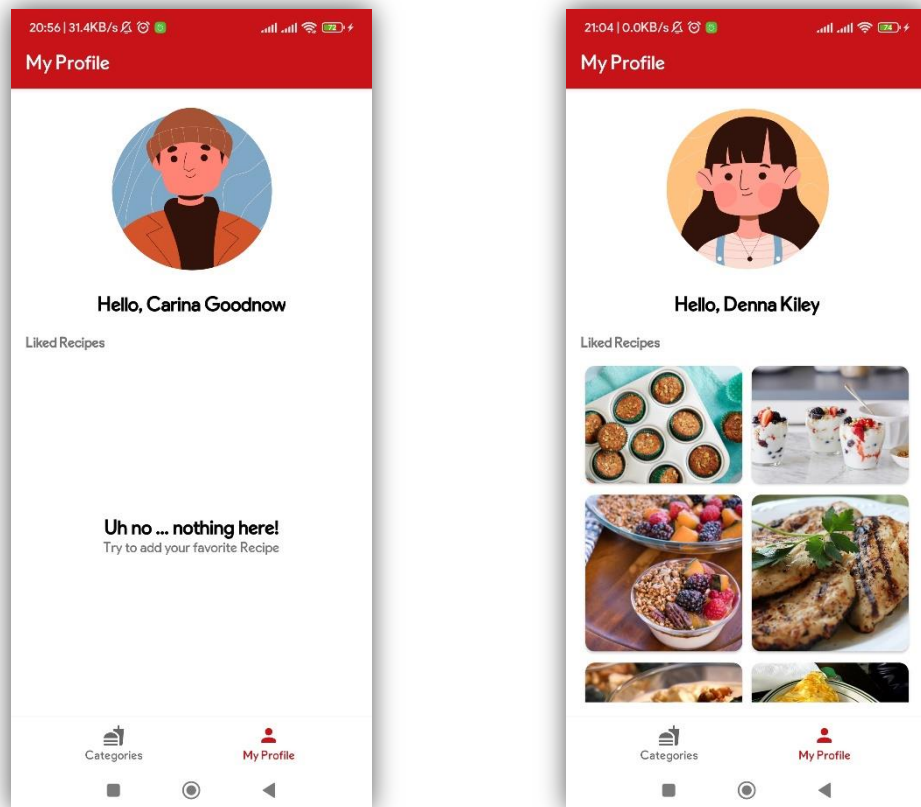 20:56 | 31.4KB/s
72
My Profile
Hello, Carina Goodnow
Liked Recipes
Uh no ... nothing here!
Try to add your favorite Recipe
Categories
My Profile
21:04 | 0.0KB/s
74
My Profile
Hello, Denna Kiley
Liked Recipes
Categories
My Profile